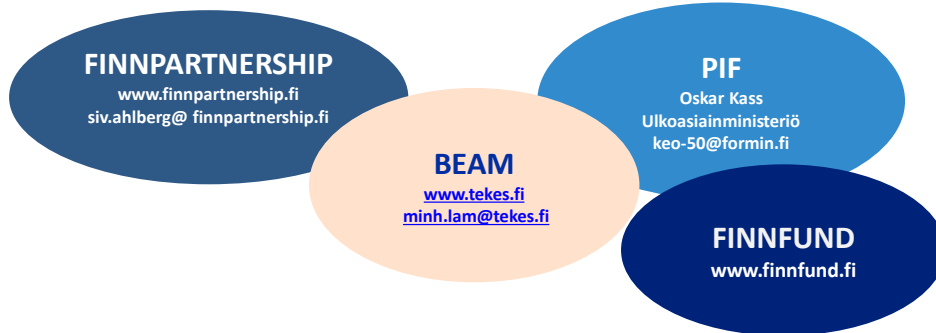 FINNPARTNERSHIP
www.finnpartnership.fi
siv.ahlberg@ finnpartnership.fi
PIF
Oskar Kass
Ulkoasiainministeriö
keo-50@formin.fi
BEAM
www.tekes.fi
minh.lam@tekes.fi
FINNFUND
www.finnfund.fi